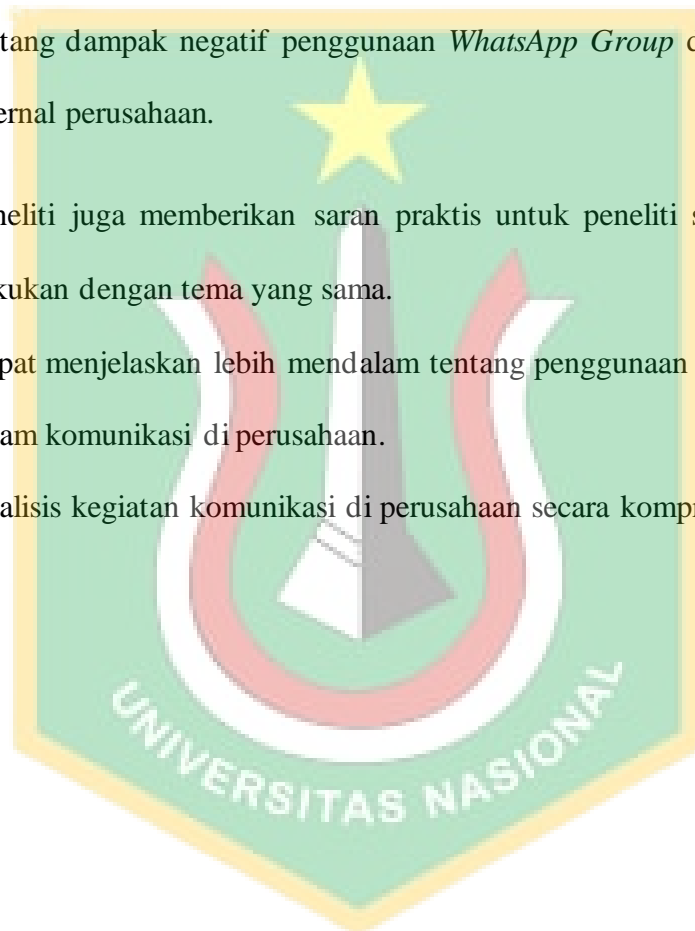 tang dampak negatif penggunaan WhatsApp Group
ernal perusahaan.
neliti juga memberikan saran praktis untuk peneliti
kukan dengan tema yang sama.
pat menjelaskan lebih mendalam tentang penggunaan
am komunikasi di perusahaan.
alisis kegiatan komunikasi di perusahaan secara kompr
UNIVERSITAS NASIONAL